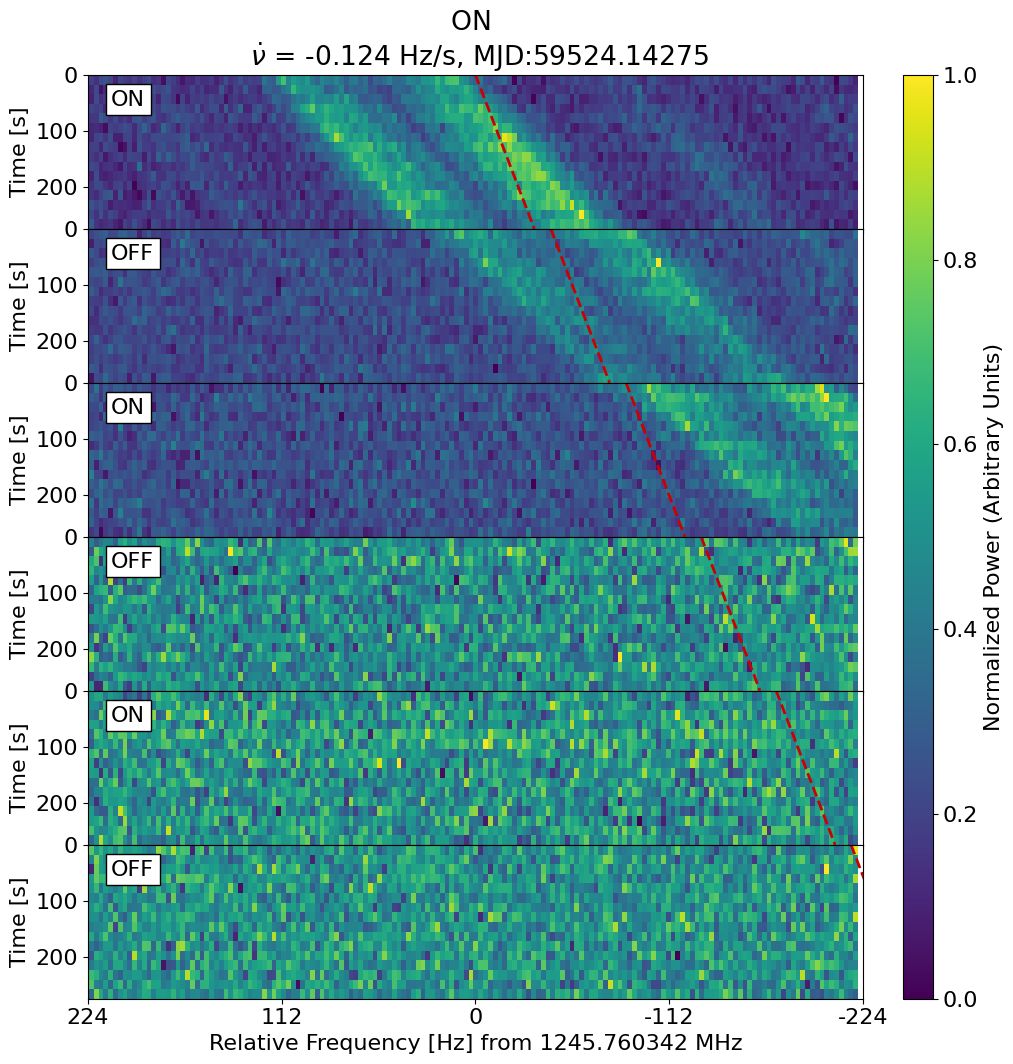 ON
ν̇ = -0.124 Hz/s, MJD:59524.14275
0
ON
100
200
Time [s]
0
OFF
100
200
Time [s]
0
ON
100
200
Time [s]
0
OFF
100
200
Time [s]
0
ON
100
200
Time [s]
0
OFF
100
200
Time [s]
224 112 0 -112 -224
Relative Frequency [Hz] from 1245.760342 MHz
1.0
0.8
0.6
0.4
0.2
0.0
Normalized Power (Arbitrary Units)